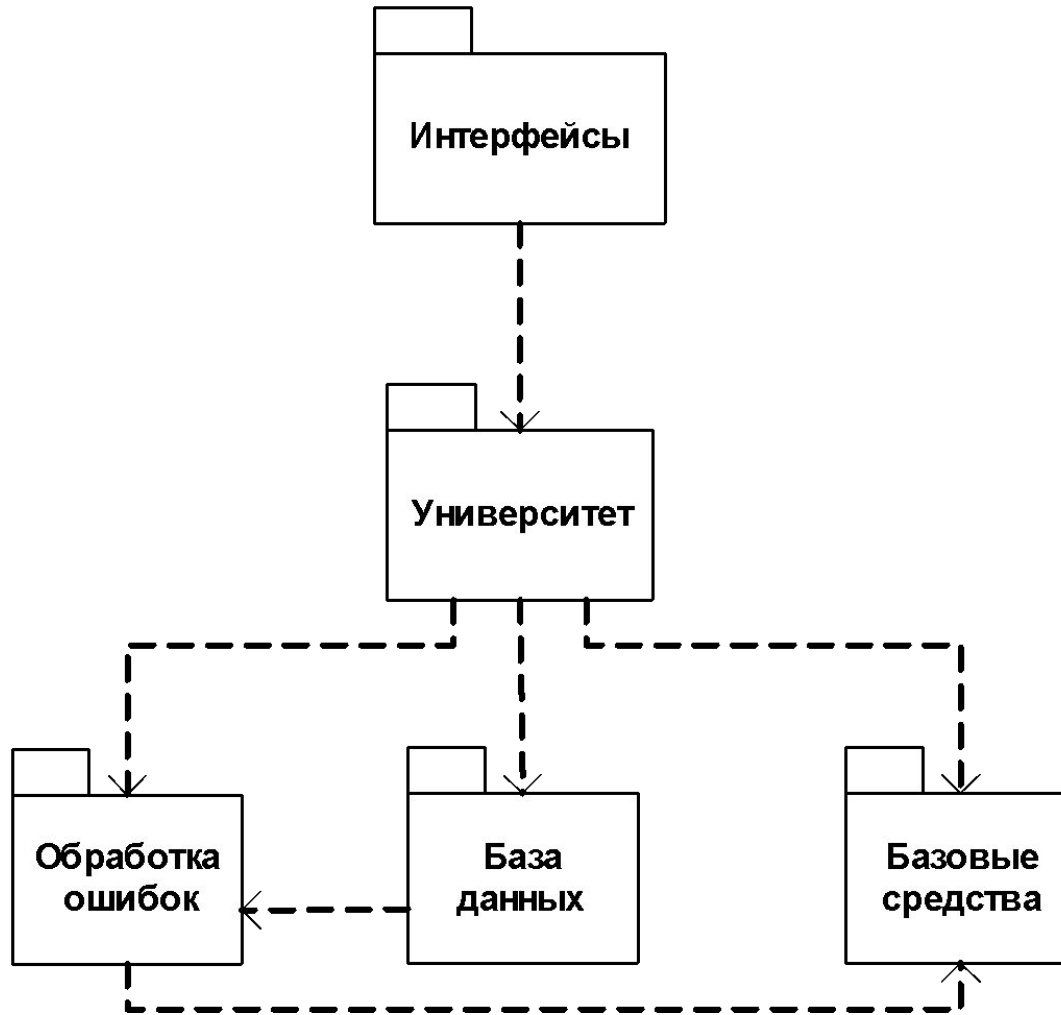 Интерфейсы
Университет
Обработка
ошибок
База
данных
Базовые
средства